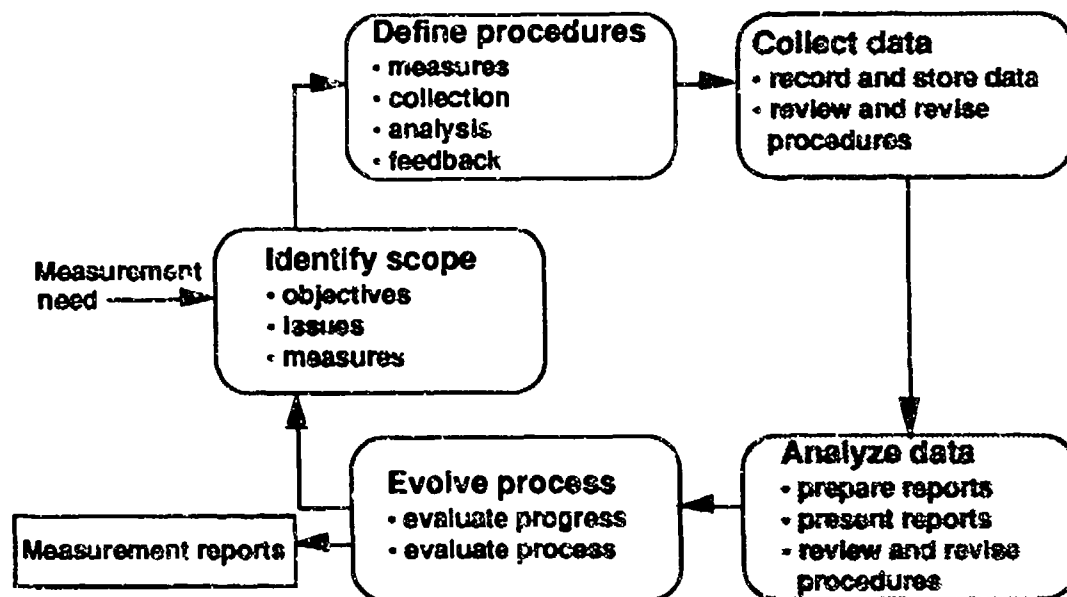 Define procedures
• measures
• collection
• analysis
• feedback
Collect data
• record and store data
• review and revise
procedures
Identify scope
• objectives
• issues
• measures
Measurement
need
Analyze data
• prepare reports
• present reports
• review and revise
procedures
Evolve process
• evaluate progress
• evaluate process
Measurement reports